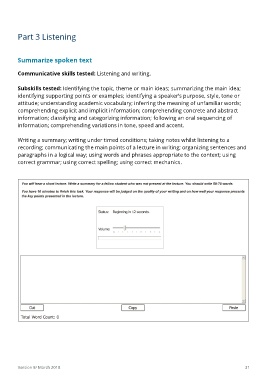 Part 3 Listening
Summarize spoken text
Communicative skills tested: Listening and writing.
Subskills tested: Identifying the topic, theme or main ideas; summarizing the main idea;
identifying supporting points or examples; identifying a speaker's purpose, style, tone or
attitude; understanding academic vocabulary; inferring the meaning of unfamiliar words;
comprehending explicit and implicit information; comprehending concrete and abstract
information; classifying and categorizing information; following an oral sequencing of
information; comprehending variations in tone, speed and accent.
Writing a summary; writing under timed conditions; taking notes whilst listening to a
recording; communicating the main points of a lecture in writing; organizing sentences and
paragraphs in a logical way; using words and phrases appropriate to the context; using
correct grammar; using correct spelling; using correct mechanics.
You will hear a short lecture. Write a summary for a fellow student who was not present at the lecture. You should write 50-70 words.
You have 10 minutes to finish this task. Your response will be judged on the quality of your writing and on how well your response presents
the key points presented in the lecture.
Status: Beginning in 12 seconds.
Volume
Cut Copy Paste
Total Word Count: 0
2018 21